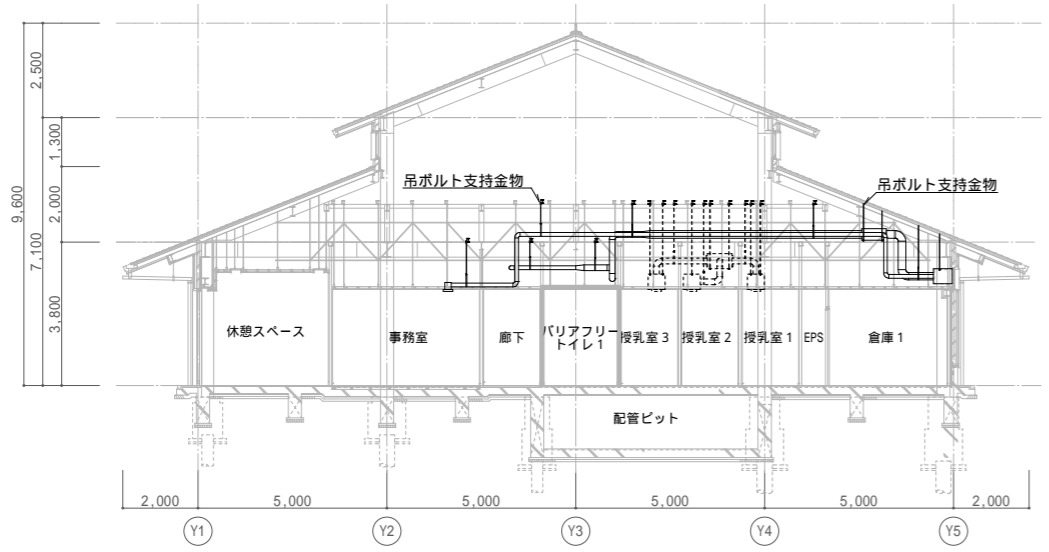 2,500
1,300
9,600
2,000
7,100
3,800
吊ボルト支持金物
吊ボルト支持金物
休憩スペース
事務室
廊下
バリアフリー
トイレ1
授乳室3
授乳室2
授乳室1
EPS
倉庫1
配管ピット
2,000
5,000
5,000
5,000
5,000
2,000
Y1
Y2
Y3
Y4
Y5